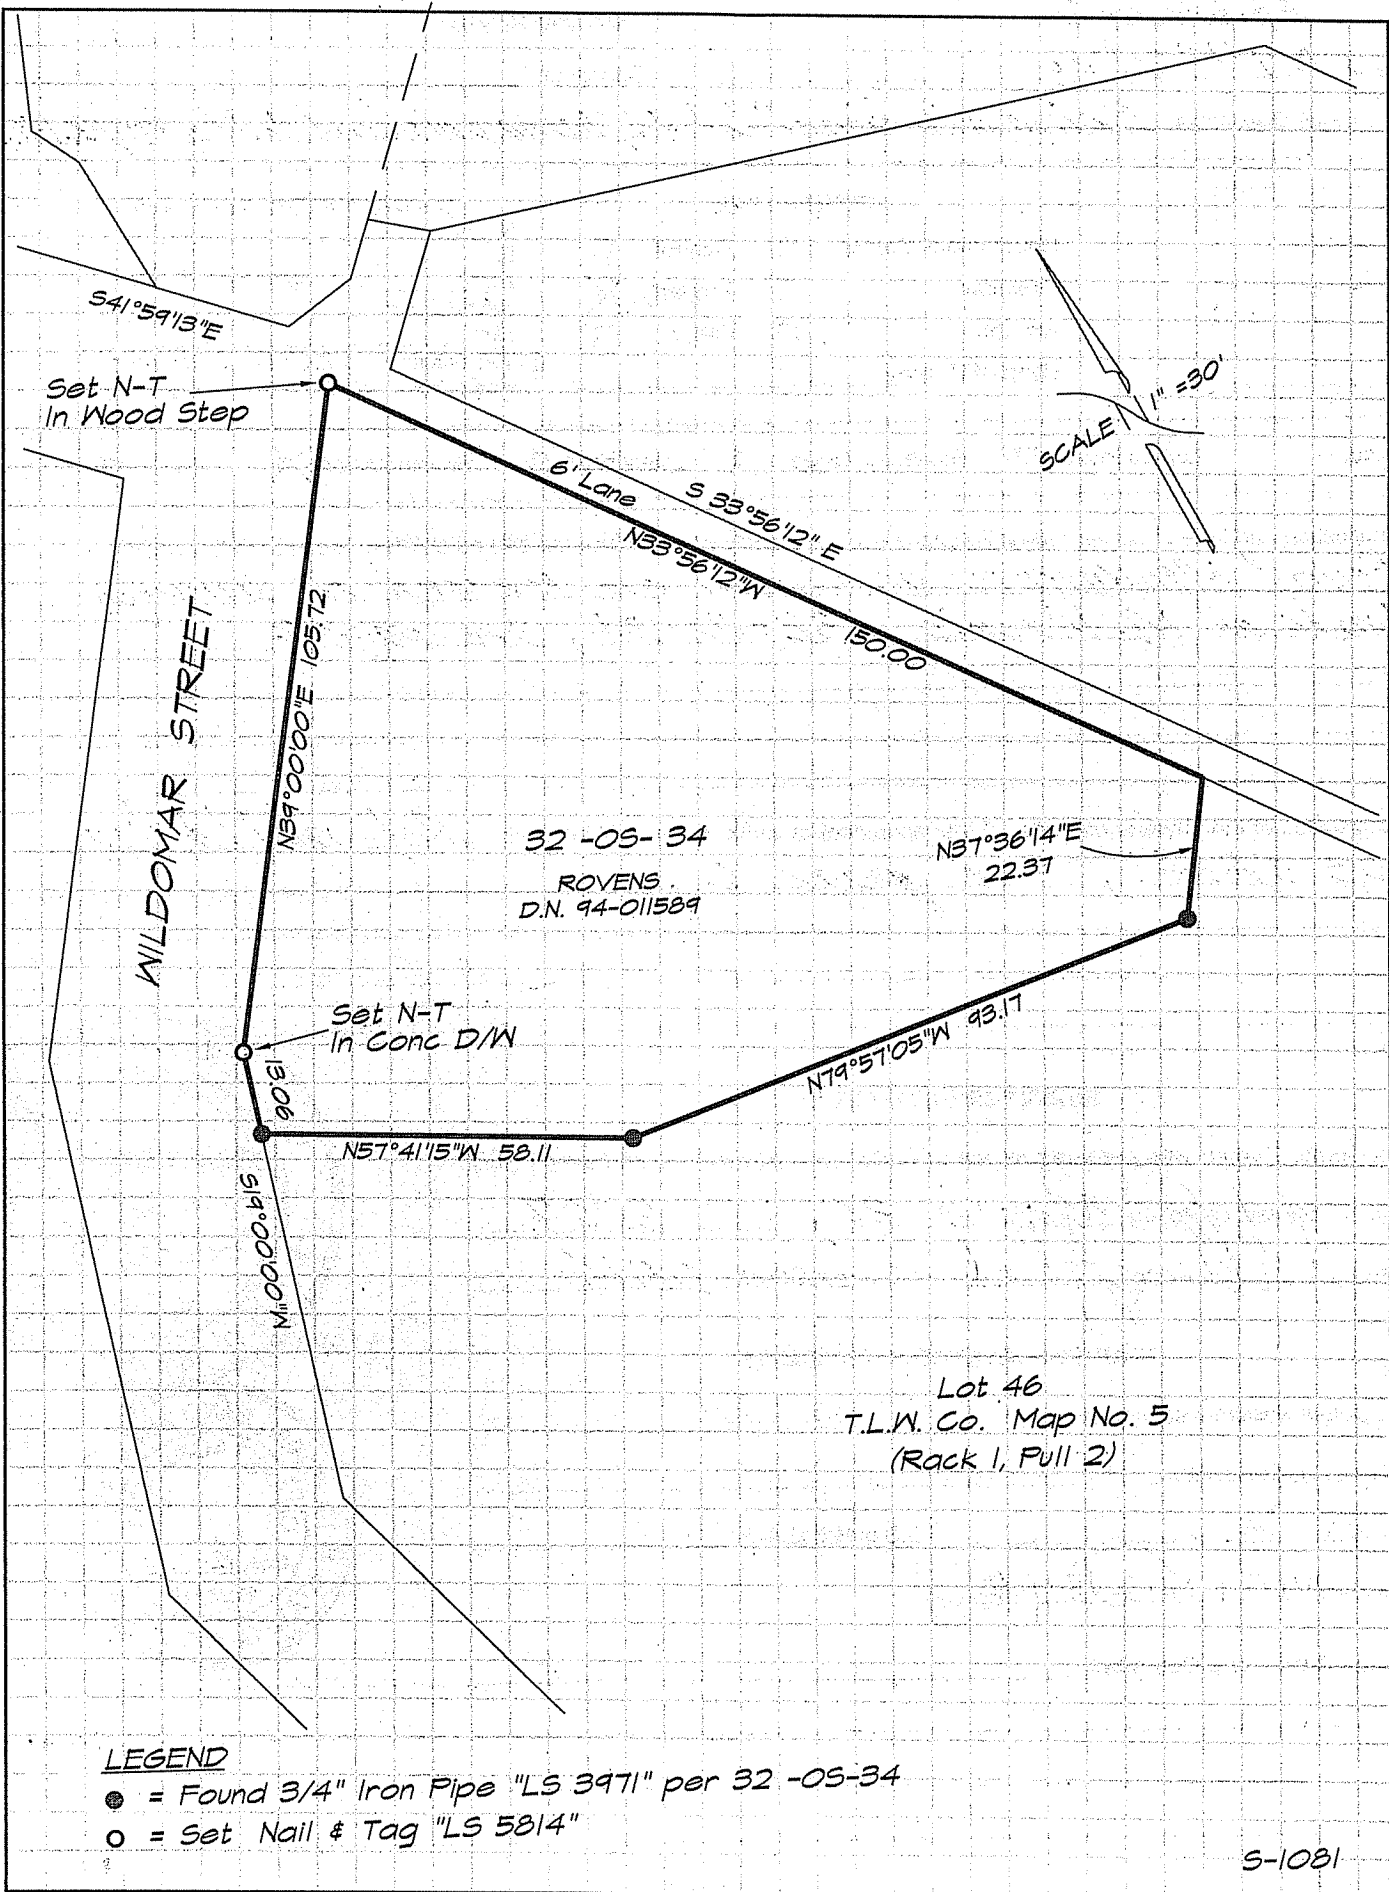 S41°59'13"E
Set N-T
In Wood Step
SCALE 1" =30'
6' Lane
S 33°56'12" E
N33°56'12"W
150.00
WILDOMAR STREET
N39°00'00"E 105.72
32 -OS- 34
ROVENS
D.N. 94-011589
N37°36'14"E
22.37
Set N-T
In Conc D/W
13.06
N79°57'05"W 93.17
N57°41'15"W 58.11
S19°00'00"W
Lot 46
T.L.W. Co. Map No. 5
(Rack 1, Pull 2)
LEGEND
= Found 3/4" Iron Pipe "LS 3971" per 32 -OS-34
= Set Nail & Tag "LS 5814"
S-1081